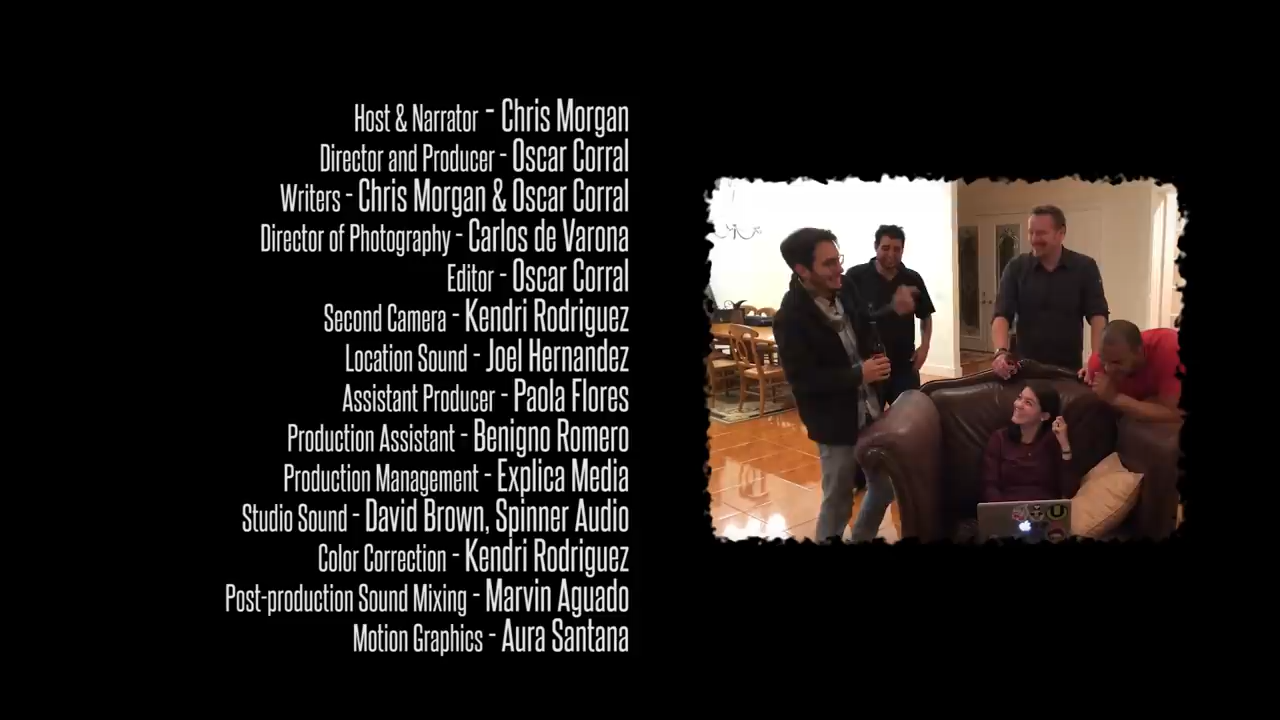 Host & Narrator - Chris Morgan
Director and Producer - Oscar Corral
Writers - Chris Morgan & Oscar Corral
Director of Photography - Carlos de Varona
Editor - Oscar Corral
Second Camera - Kendri Rodriguez
Location Sound - Joel Hernandez
Assistant Producer - Paola Flores
Production Assistant - Benigno Romero
Production Management - Explica Media
Studio Sound - David Brown, Spinner Audio
Color Correction - Kendri Rodriguez
Post-production Sound Mixing - Marvin Aguado
Motion Graphics - Aura Santana